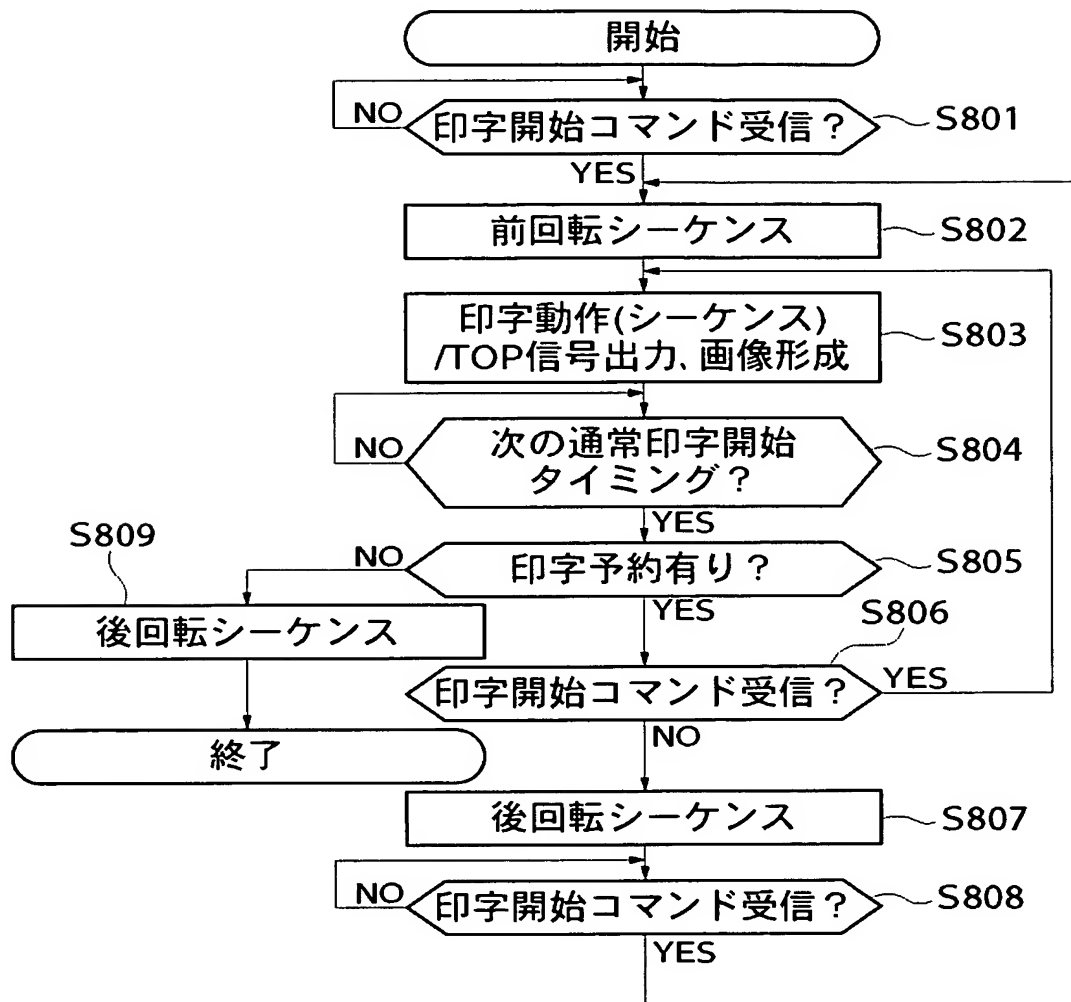 開始
NO
印字開始コマンド受信？
S801
YES
前回転シーケンス
S802
印字動作(シーケンス)
/TOP信号出力、画像形成
S803
NO
次の通常印字開始
タイミング？
S804
YES
S809
NO
印字予約有り？
S805
YES
後回転シーケンス
S806
印字開始コマンド受信？
YES
NO
終了
後回転シーケンス
S807
NO
印字開始コマンド受信？
S808
YES